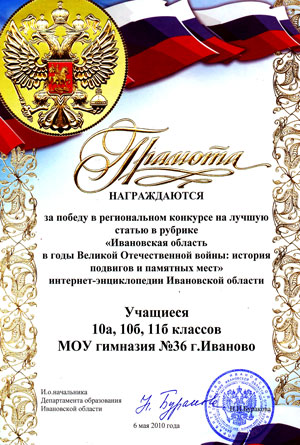 Грамота
НАГРАЖДАЮТСЯ
за победу в региональном конкурсе на лучшую
статью в рубрике
«Ивановская область
в годы Великой Отечественной войны: история
подвигов и памятных мест»
интернет-энциклопедии Ивановской области
Учащиеся
10а, 10б, 11б классов
МОУ гимназия №36 г.Иваново
И.о.начальника
Департамента образования
Ивановской области
Н.И.Буракова
6 мая 2010 года